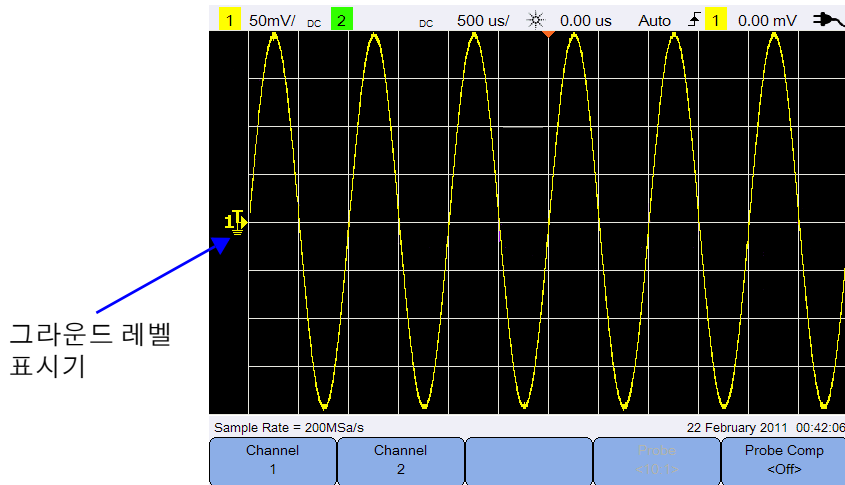 1 50mV/ DC 2 DC 500 us/ 0.00 us Auto 1 0.00 mV
1
T
그라운드 레벨
표시기
Sample Rate = 200MSa/s 22 February 2011 00:42:06
Channel Channel Probe Probe Comp
1 2 <10:1> <Off>